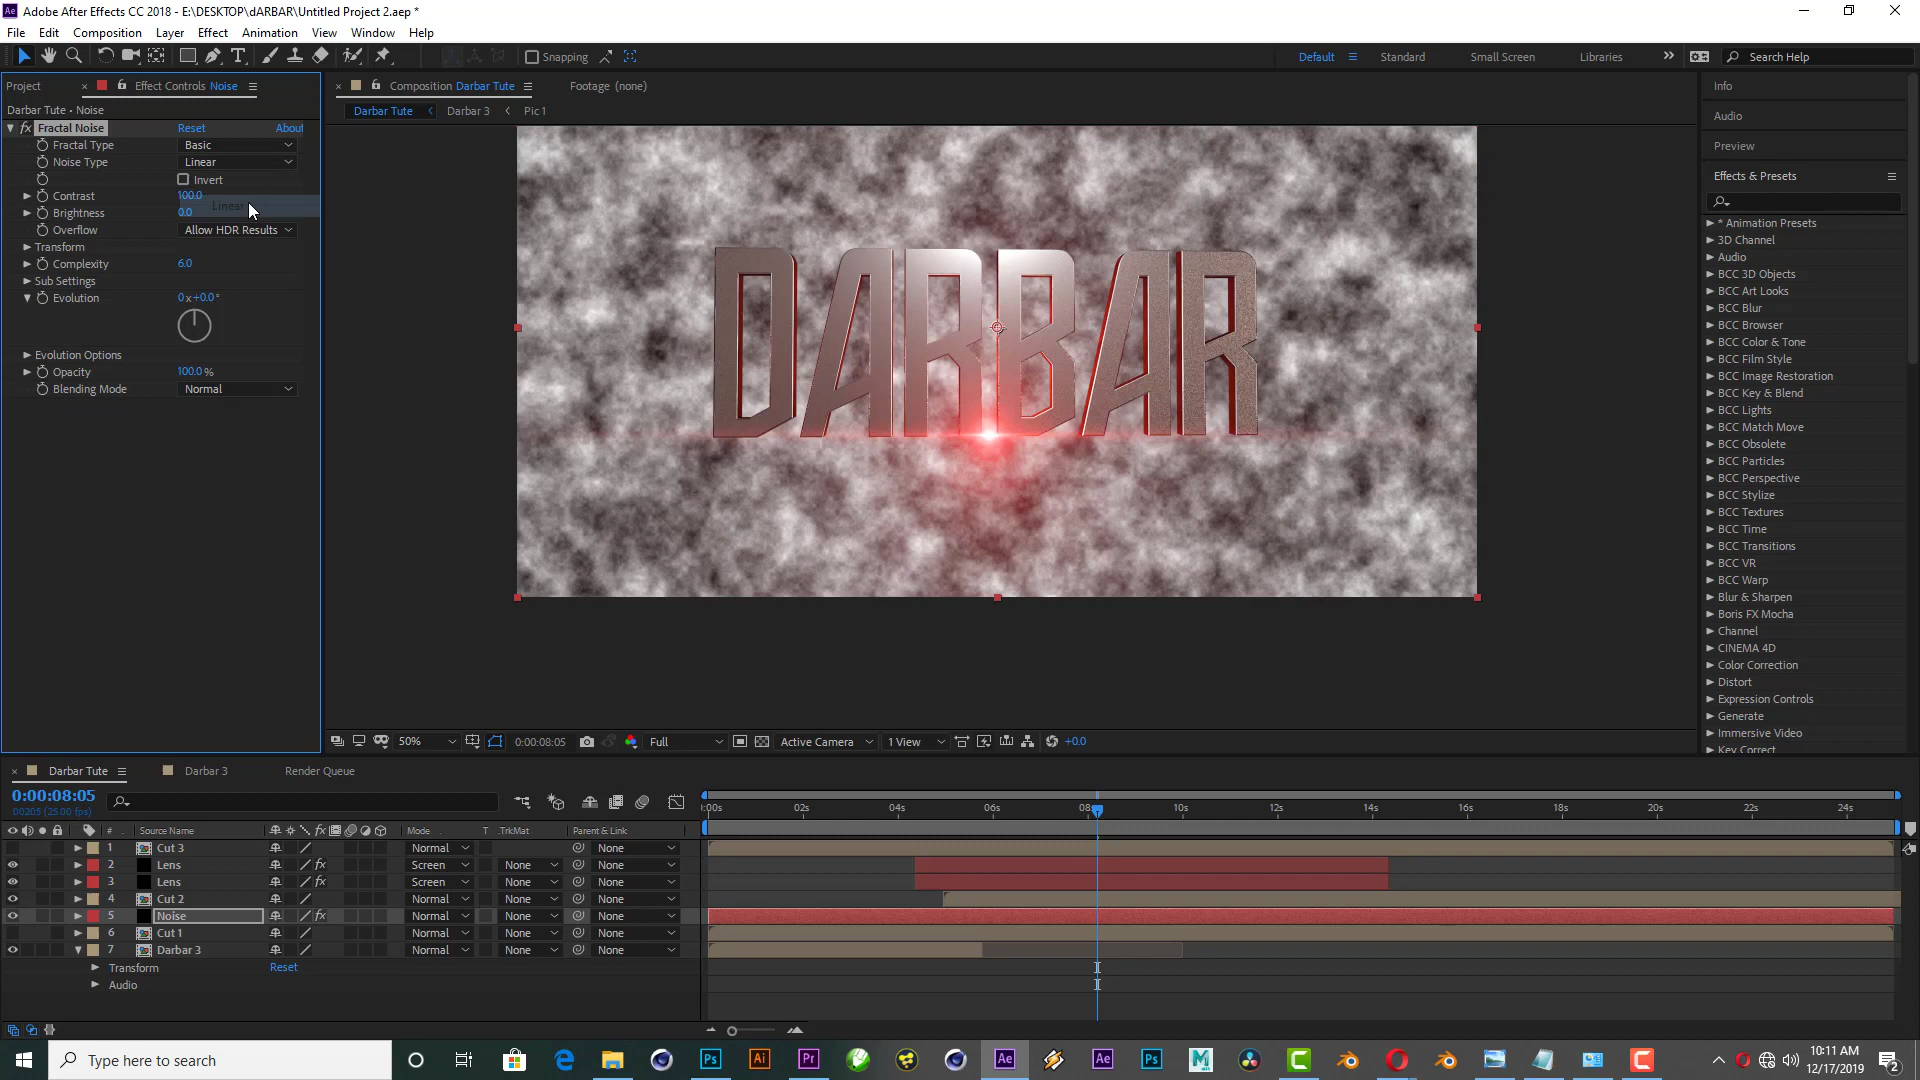 Adobe After Effects CC 2018 - E:\DESKTOP\dARBAR\Untitled Project 2.aep *
File Edit Composition Layer Effect Animation View Window Help
Snapping Default Standard Small Screen Libraries Search Help
Project Effect Controls Noise Composition Darbar Tute Footage (none) Info
Darbar Tute • Noise Darbar Tute Darbar 3 Pic 1 Audio
Fractal Noise Reset About
Fractal Type Basic Preview
Noise Type Linear
Invert Effects & Presets
Contrast 100.0
Linear
Brightness 0.0
Overflow Allow HDR Results
Transform
Complexity 6.0
Sub Settings
Evolution 0 x +0.0 °
Evolution Options
Opacity 100.0 %
Blending Mode Normal
DARBAR
* Animation Presets
3D Channel
Audio
BCC 3D Objects
BCC Art Looks
BCC Blur
BCC Browser
BCC Color & Tone
BCC Film Style
BCC Image Restoration
BCC Key & Blend
BCC Lights
BCC Match Move
BCC Obsolete
BCC Particles
BCC Perspective
BCC Stylize
BCC Textures
BCC Time
BCC Transitions
BCC VR
BCC Warp
Blur & Sharpen
Boris FX Mocha
Channel
CINEMA 4D
Color Correction
Distort
Expression Controls
Generate
Immersive Video
Key Correct
50% 0:00:08:05 Full Active Camera 1 View +0.0
Darbar Tute Darbar 3 Render Queue
0:00:08:05
00205 (25.00 fps)
:00s 02s 04s 06s 08 10s 12s 14s 16s 18s 20s 22s 24s
# Source Name Mode T .TrkMat Parent & Link
1 Cut 3 Normal None
2 Lens Screen None None
3 Lens Screen None None
4 Cut 2 Normal None None
5 Noise Normal None None
6 Cut 1 Normal None None
7 Darbar 3 Normal None None
Transform Reset
Audio
Type here to search
Ps Ai Pr Ae Ae Ps M
10:11 AM
12/17/2019
2